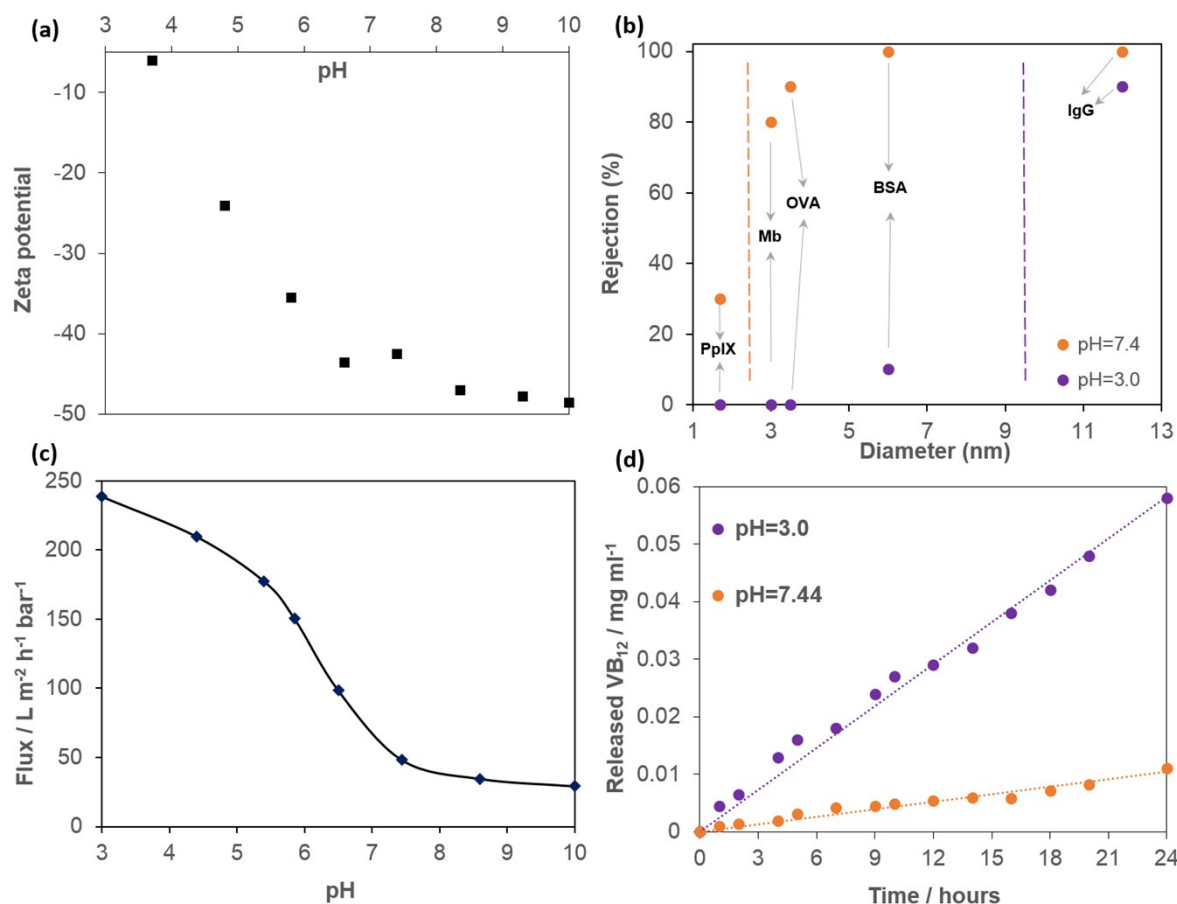 (a)
3 4 5 6 7 8 9 10
pH
-10
-20
-30
-40
-50
Zeta potential
(b)
100
80
60
40
20
0
Rejection (%)
IgG
BSA
OVA
Mb
PpIX
pH=7.4
pH=3.0
1 3 5 7 9 11 13
Diameter (nm)
(c)
250
200
150
100
50
0
Flux / L m⁻² h⁻¹ bar⁻¹
3 4 5 6 7 8 9 10
pH
(d)
0.06
0.05
0.04
0.03
0.02
0.01
0
Released VB₁₂ / mg ml⁻¹
pH=3.0
pH=7.44
0 3 6 9 12 15 18 21 24
Time / hours